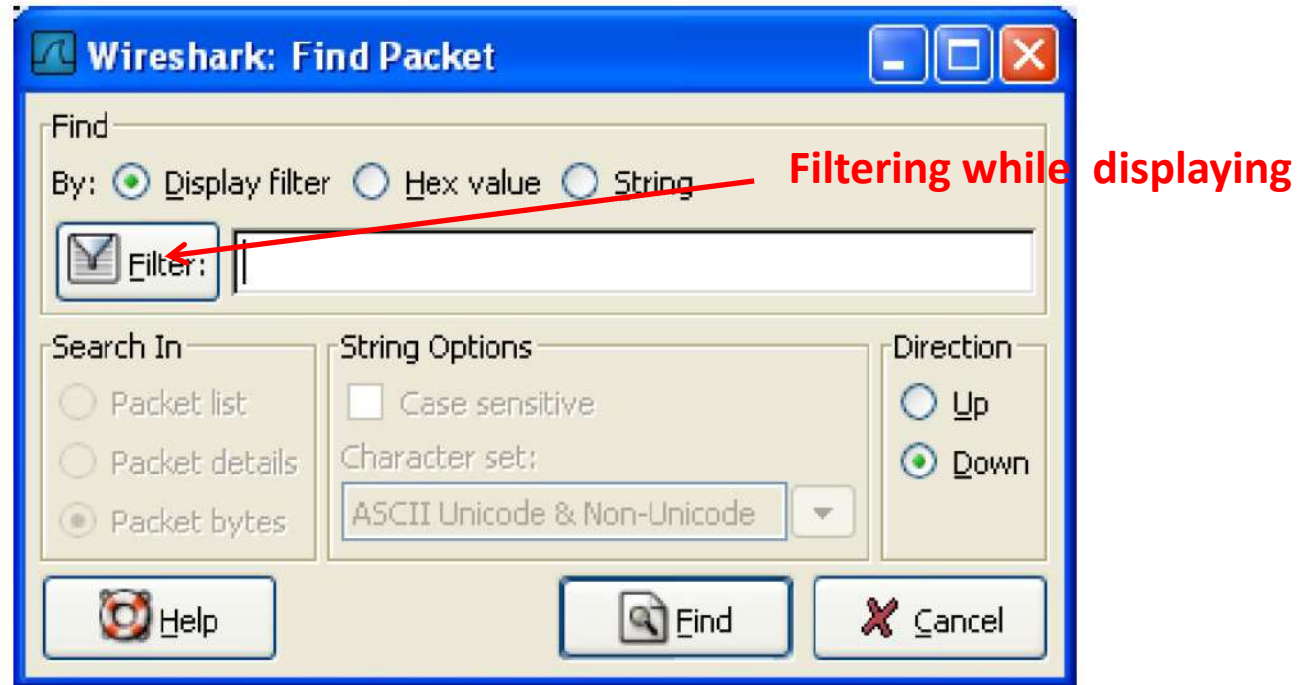 Wireshark: Find Packet
Find
By: Display filter Hex value String
Filtering while displaying
Filter:
Search In
Packet list
Packet details
Packet bytes
String Options
Case sensitive
Character set:
ASCII Unicode & Non-Unicode
Direction
Up
Down
Help
Find
Cancel